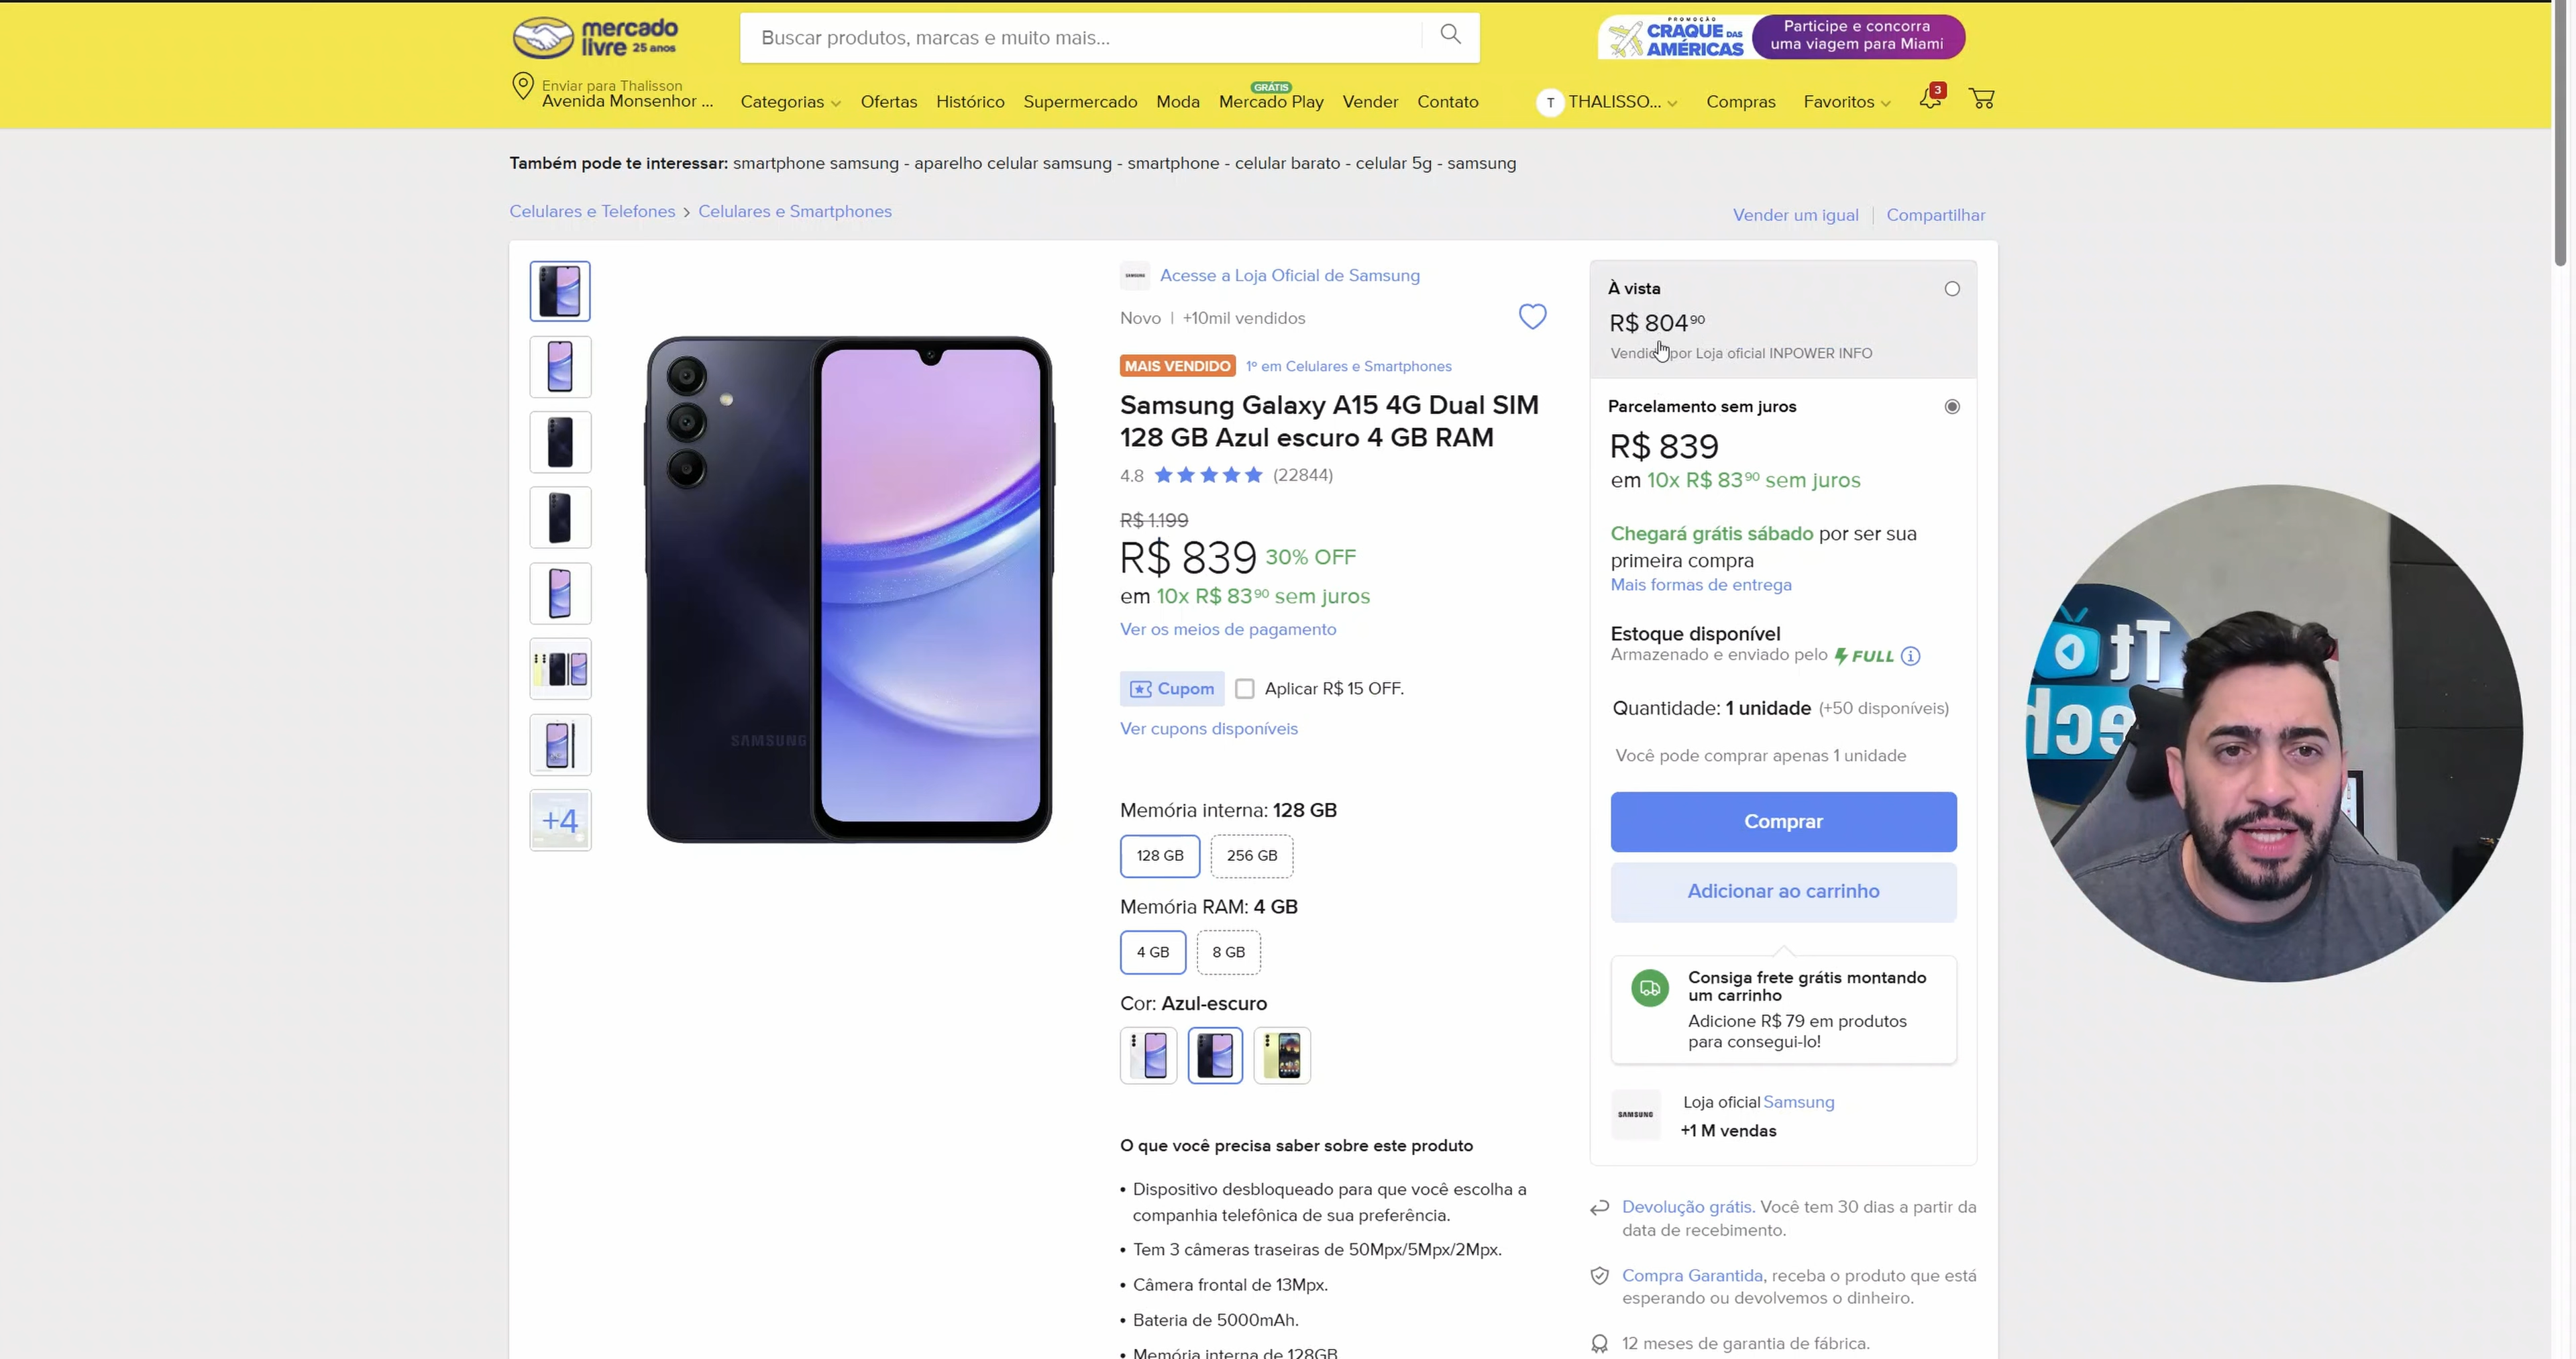 mercado
livre 25 anos
Buscar produtos, marcas e muito mais...
PROMOÇÃO
CRAQUE DAS
AMÉRICAS
Participe e concorra
uma viagem para Miami
Enviar para Thalisson
Avenida Monsenhor ...
Categorias
Ofertas
Histórico
Supermercado
Moda
GRÁTIS
Mercado Play
Vender
Contato
T
THALISSO...
Compras
Favoritos
3
Também pode te interessar: smartphone samsung - aparelho celular samsung - smartphone - celular barato - celular 5g - samsung
Celulares e Telefones > Celulares e Smartphones
Vender um igual | Compartilhar
+4
SAMSUNG
SAMSUNG
Acesse a Loja Oficial de Samsung
Novo | +10mil vendidos
MAIS VENDIDO 1º em Celulares e Smartphones
Samsung Galaxy A15 4G Dual SIM
128 GB Azul escuro 4 GB RAM
4.8 (22844)
R$ 1.199
R$ 839 30% OFF
em 10x R$ 83⁹⁰ sem juros
Ver os meios de pagamento
Cupom Aplicar R$ 15 OFF.
Ver cupons disponíveis
Memória interna: 128 GB
128 GB 256 GB
Memória RAM: 4 GB
4 GB 8 GB
Cor: Azul-escuro
O que você precisa saber sobre este produto
• Dispositivo desbloqueado para que você escolha a
companhia telefônica de sua preferência.
• Tem 3 câmeras traseiras de 50Mpx/5Mpx/2Mpx.
• Câmera frontal de 13Mpx.
• Bateria de 5000mAh.
• Memória interna de 128GB
À vista
R$ 804⁹⁰
por Loja oficial INPOWER INFO
Parcelamento sem juros
R$ 839
em 10x R$ 83⁹⁰ sem juros
Chegará grátis sábado por ser sua
primeira compra
Mais formas de entrega
Estoque disponível
Armazenado e enviado pelo FULL
Quantidade: 1 unidade (+50 disponíveis)
Você pode comprar apenas 1 unidade
Comprar
Adicionar ao carrinho
Consiga frete grátis montando
um carrinho
Adicione R$ 79 em produtos
para consegui-lo!
SAMSUNG
Loja oficial Samsung
+1 M vendas
Devolução grátis. Você tem 30 dias a partir da
data de recebimento.
Compra Garantida, receba o produto que está
esperando ou devolvemos o dinheiro.
12 meses de garantia de fábrica.